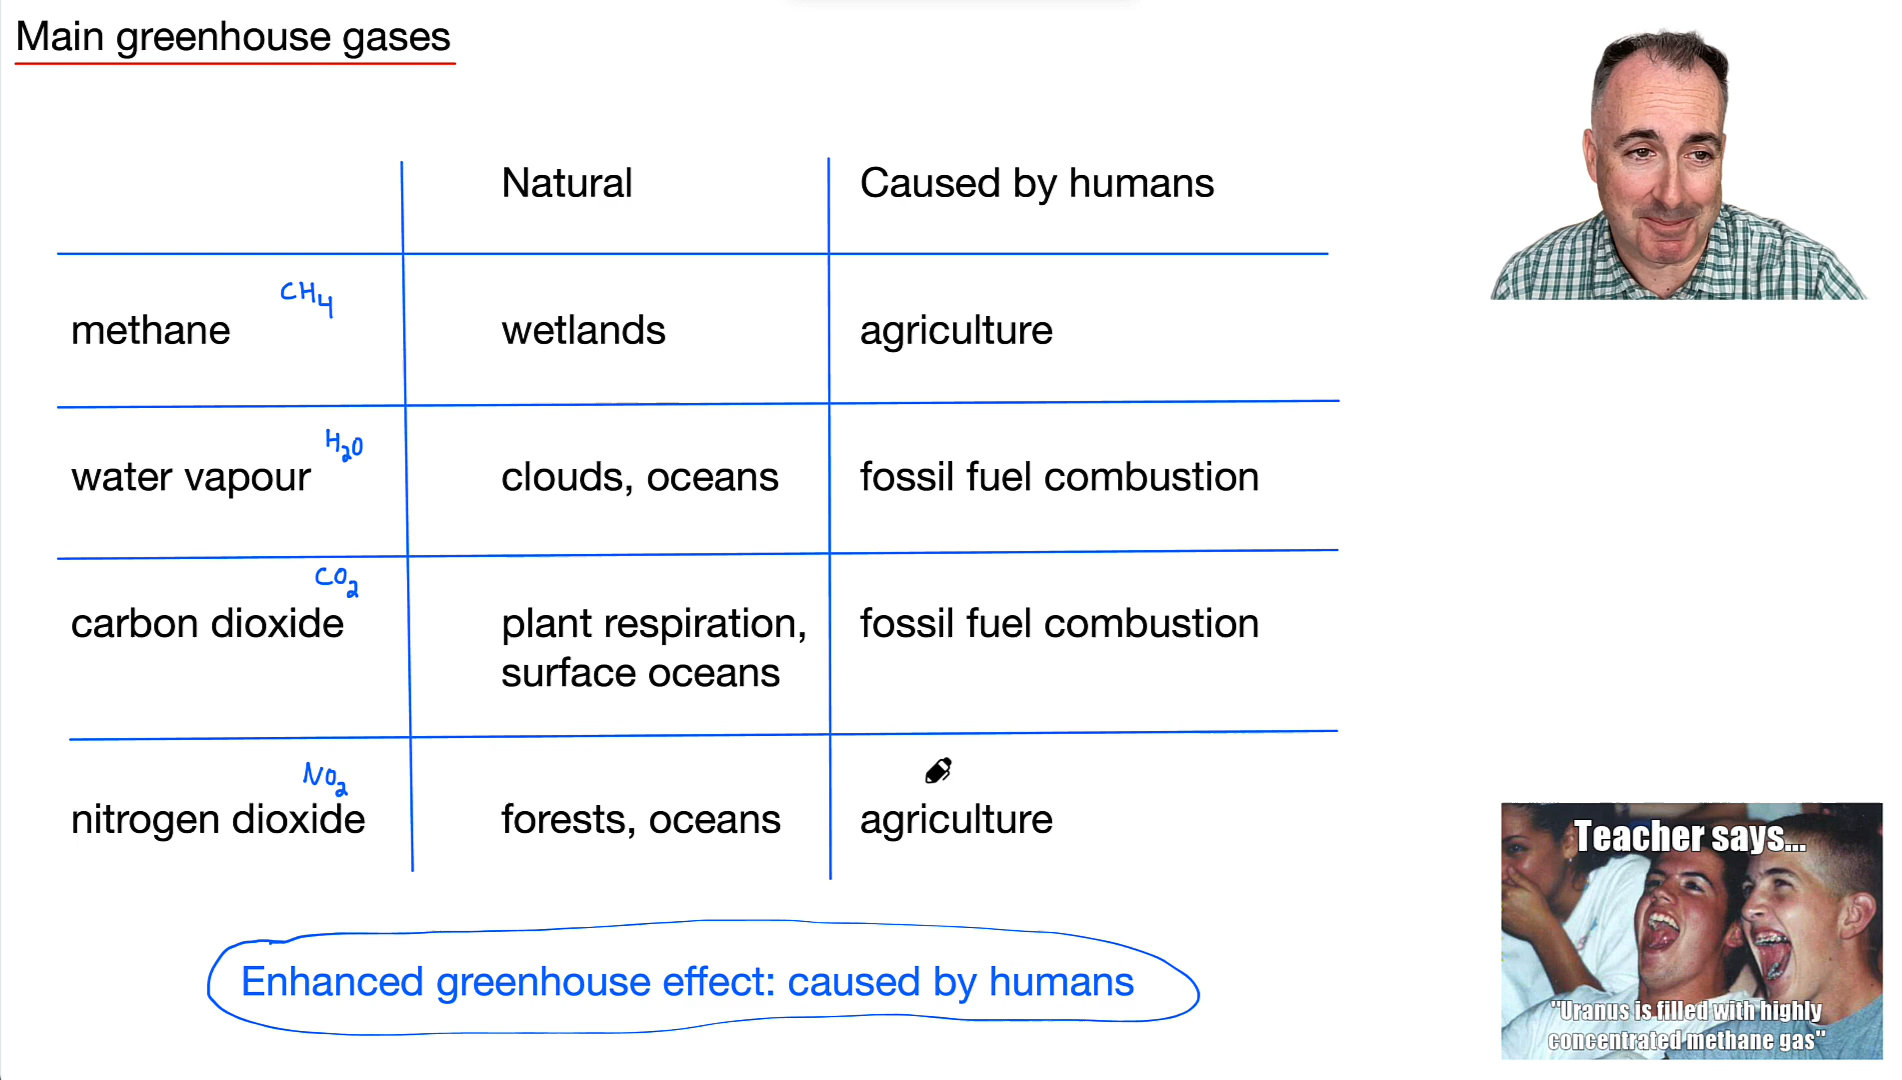 Main greenhouse gases
Natural
Caused by humans
CH4
methane
wetlands
agriculture
H2O
water vapour
clouds, oceans
fossil fuel combustion
CO2
carbon dioxide
plant respiration,
surface oceans
fossil fuel combustion
NO2
nitrogen dioxide
forests, oceans
agriculture
Enhanced greenhouse effect: caused by humans
Teacher says...
"Uranus is filled with highly
concentrated methane gas"